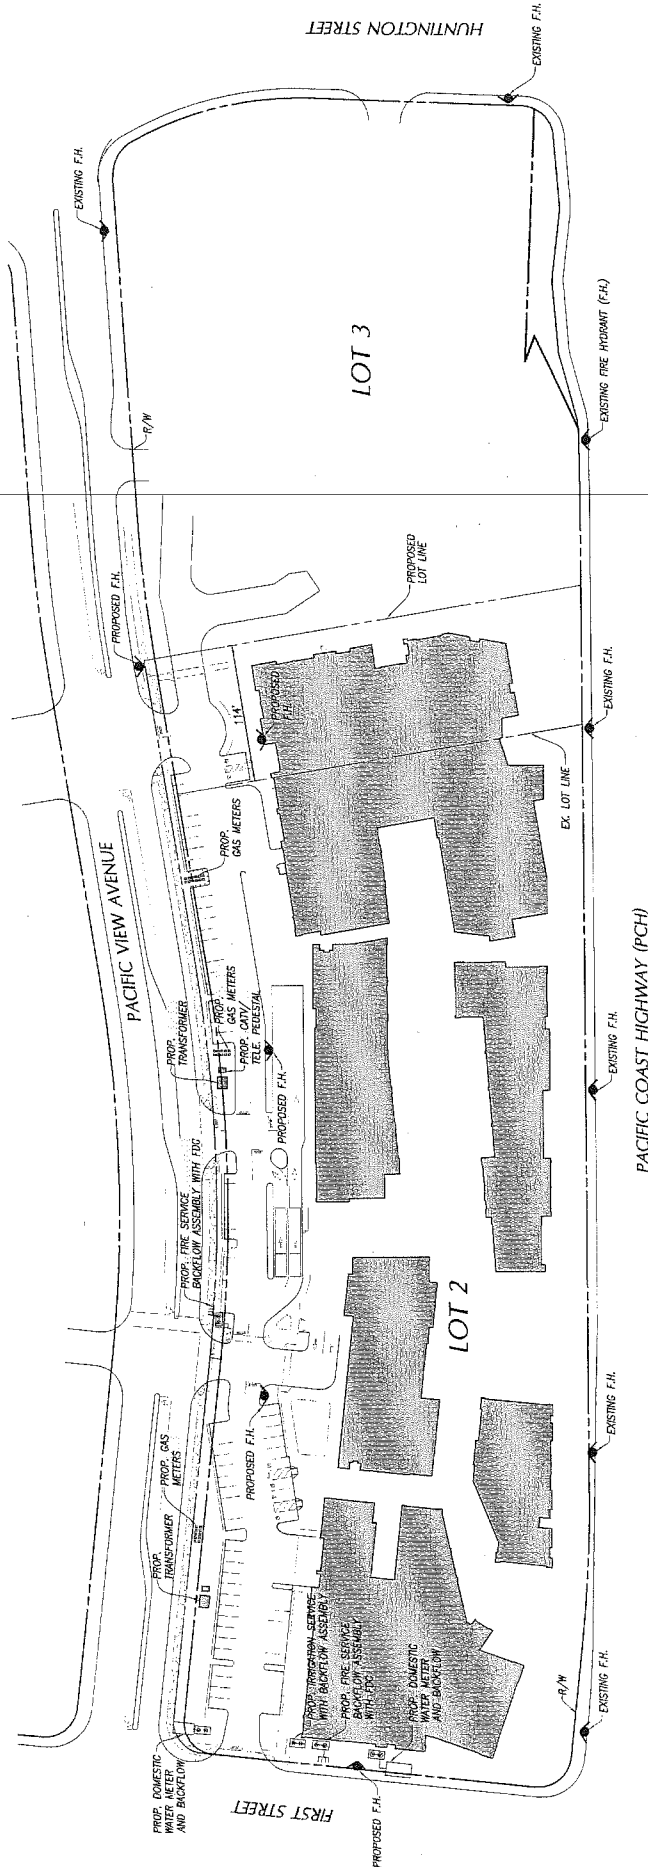 HUNTINGTON STREET
EXISTING F.H.
EXISTING F.H.
LOT 3
R/W
EXISTING FIRE HYDRANT (F.H.)
PROPOSED F.H.
PROPOSED
LOT LINE
114'
PROPOSED
F.H.
EXISTING F.H.
EX. LOT LINE
PROP.
GAS METERS
PACIFIC VIEW AVENUE
PROP.
TRANSFORMER
PROP.
GAS METERS
PROP. CATV/
TELE. PEDESTAL
PROPOSED F.H.
EXISTING F.H.
PACIFIC COAST HIGHWAY (PCH)
PROP. FIRE SERVICE
BACKFLOW ASSEMBLY WITH FDC
LOT 2
PROPOSED F.H.
EXISTING F.H.
PROP. GAS
METERS
PROP.
TRANSFORMER
PROP. IRRIGATION SERVICE
WITH BACKFLOW ASSEMBLY
PROP. FIRE SERVICE
BACKFLOW ASSEMBLY
WITH FDC
PROP. DOMESTIC
WATER METER
AND BACKFLOW
R/W
EXISTING F.H.
PROP. DOMESTIC
WATER METER
AND BACKFLOW
FIRST STREET
PROPOSED F.H.